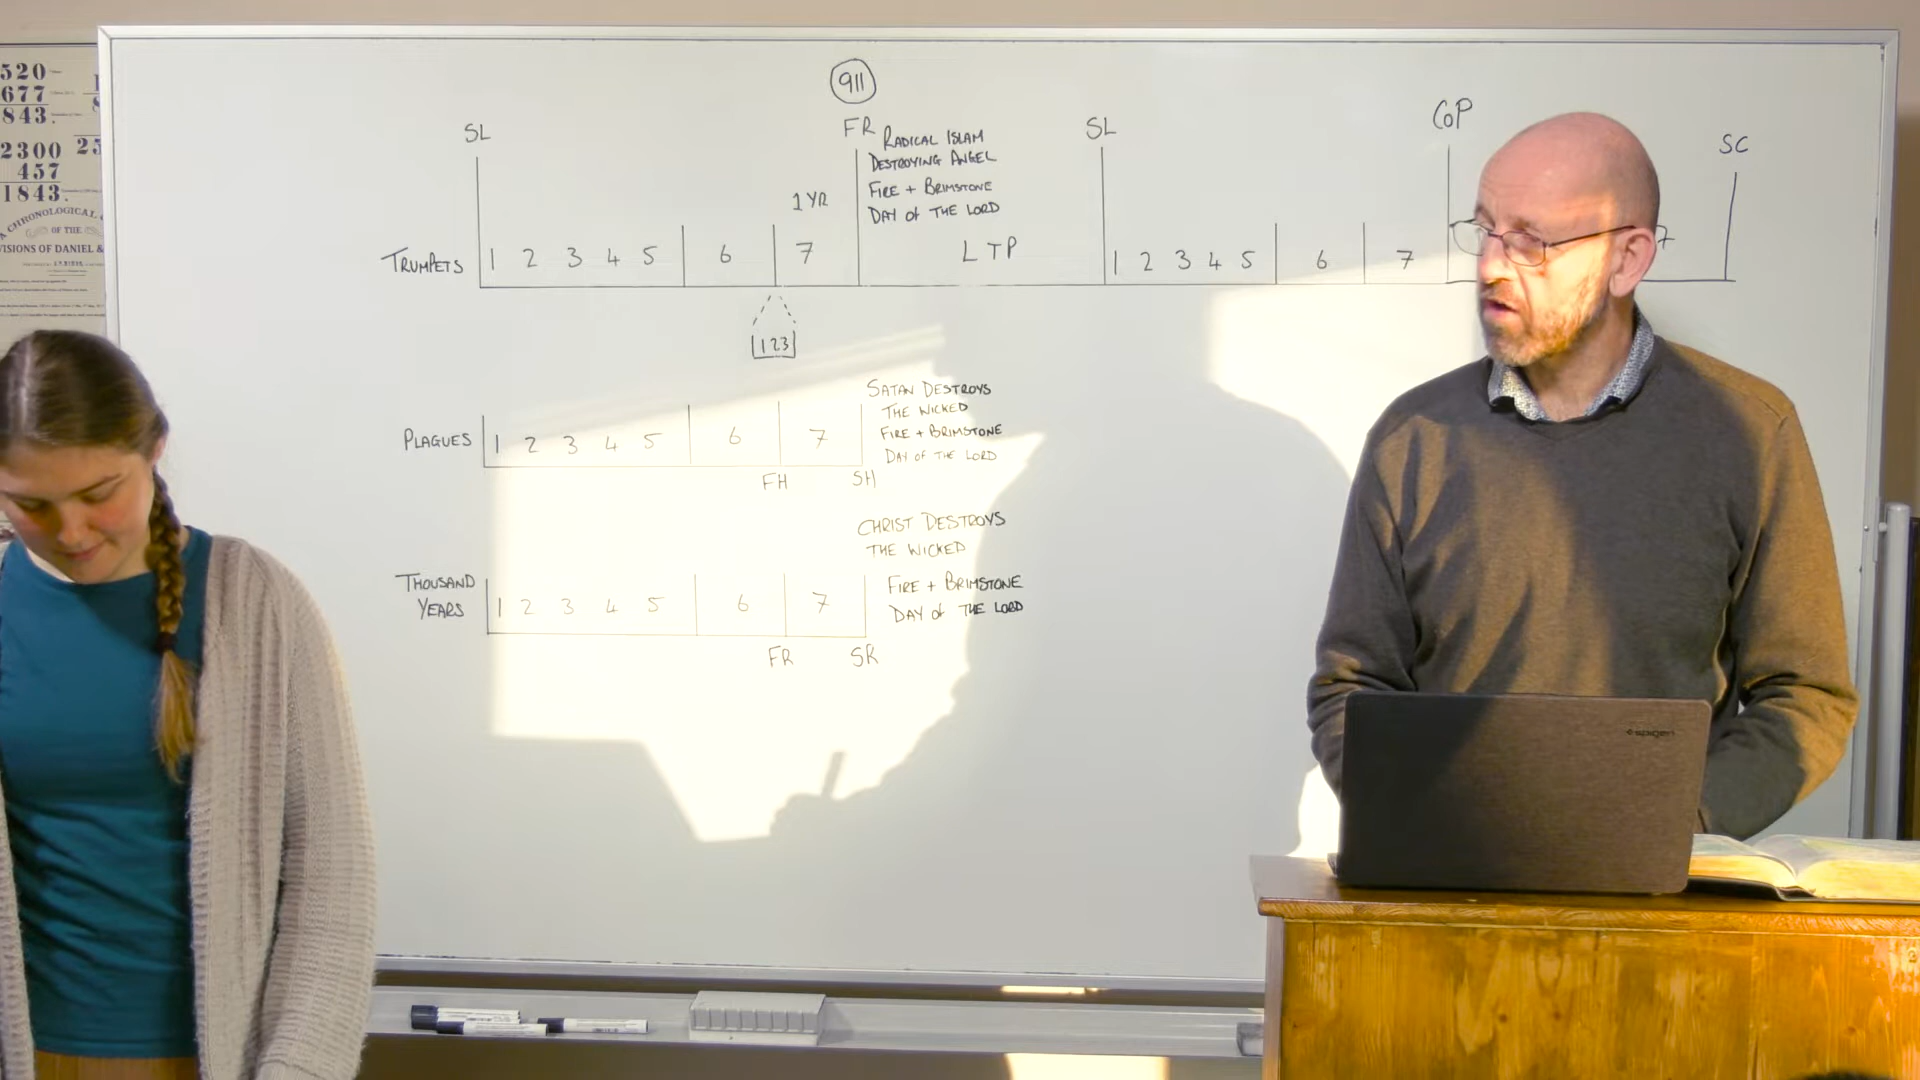 520
677
843.
2300
457
1843.
25
A CHRONOLOGICAL
OF THE
VISIONS OF DANIEL &
911
SL
FR
RADICAL ISLAM
DESTROYING ANGEL
FIRE + BRIMSTONE
DAY of THE LORD
SL
CoP
SC
1 YR
TRUMPETS 1 2 3 4 5 6 7 LTP 1 2 3 4 5 6 7 7
123
SATAN DESTROYS
THE WICKED
FIRE + BRIMSTONE
DAY OF THE LORD
PLAGUES 1 2 3 4 5 6 7
FH SH
CHRIST DESTROYS
THE WICKED
FIRE + BRIMSTONE
DAY of THE LORD
THOUSAND
YEARS 1 2 3 4 5 6 7
FR SR
spigen